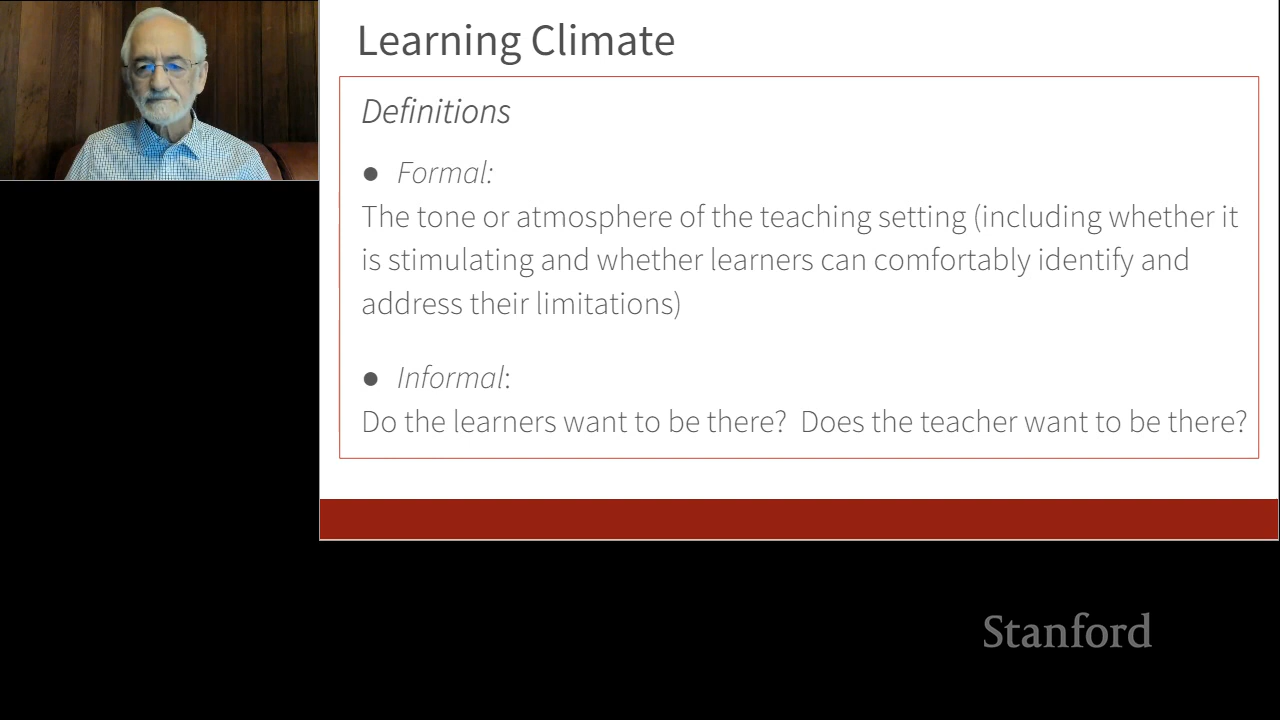 Learning Climate
Definitions
● Formal:
The tone or atmosphere of the teaching setting (including whether it
is stimulating and whether learners can comfortably identify and
address their limitations)
● Informal:
Do the learners want to be there?  Does the teacher want to be there?
Stanford